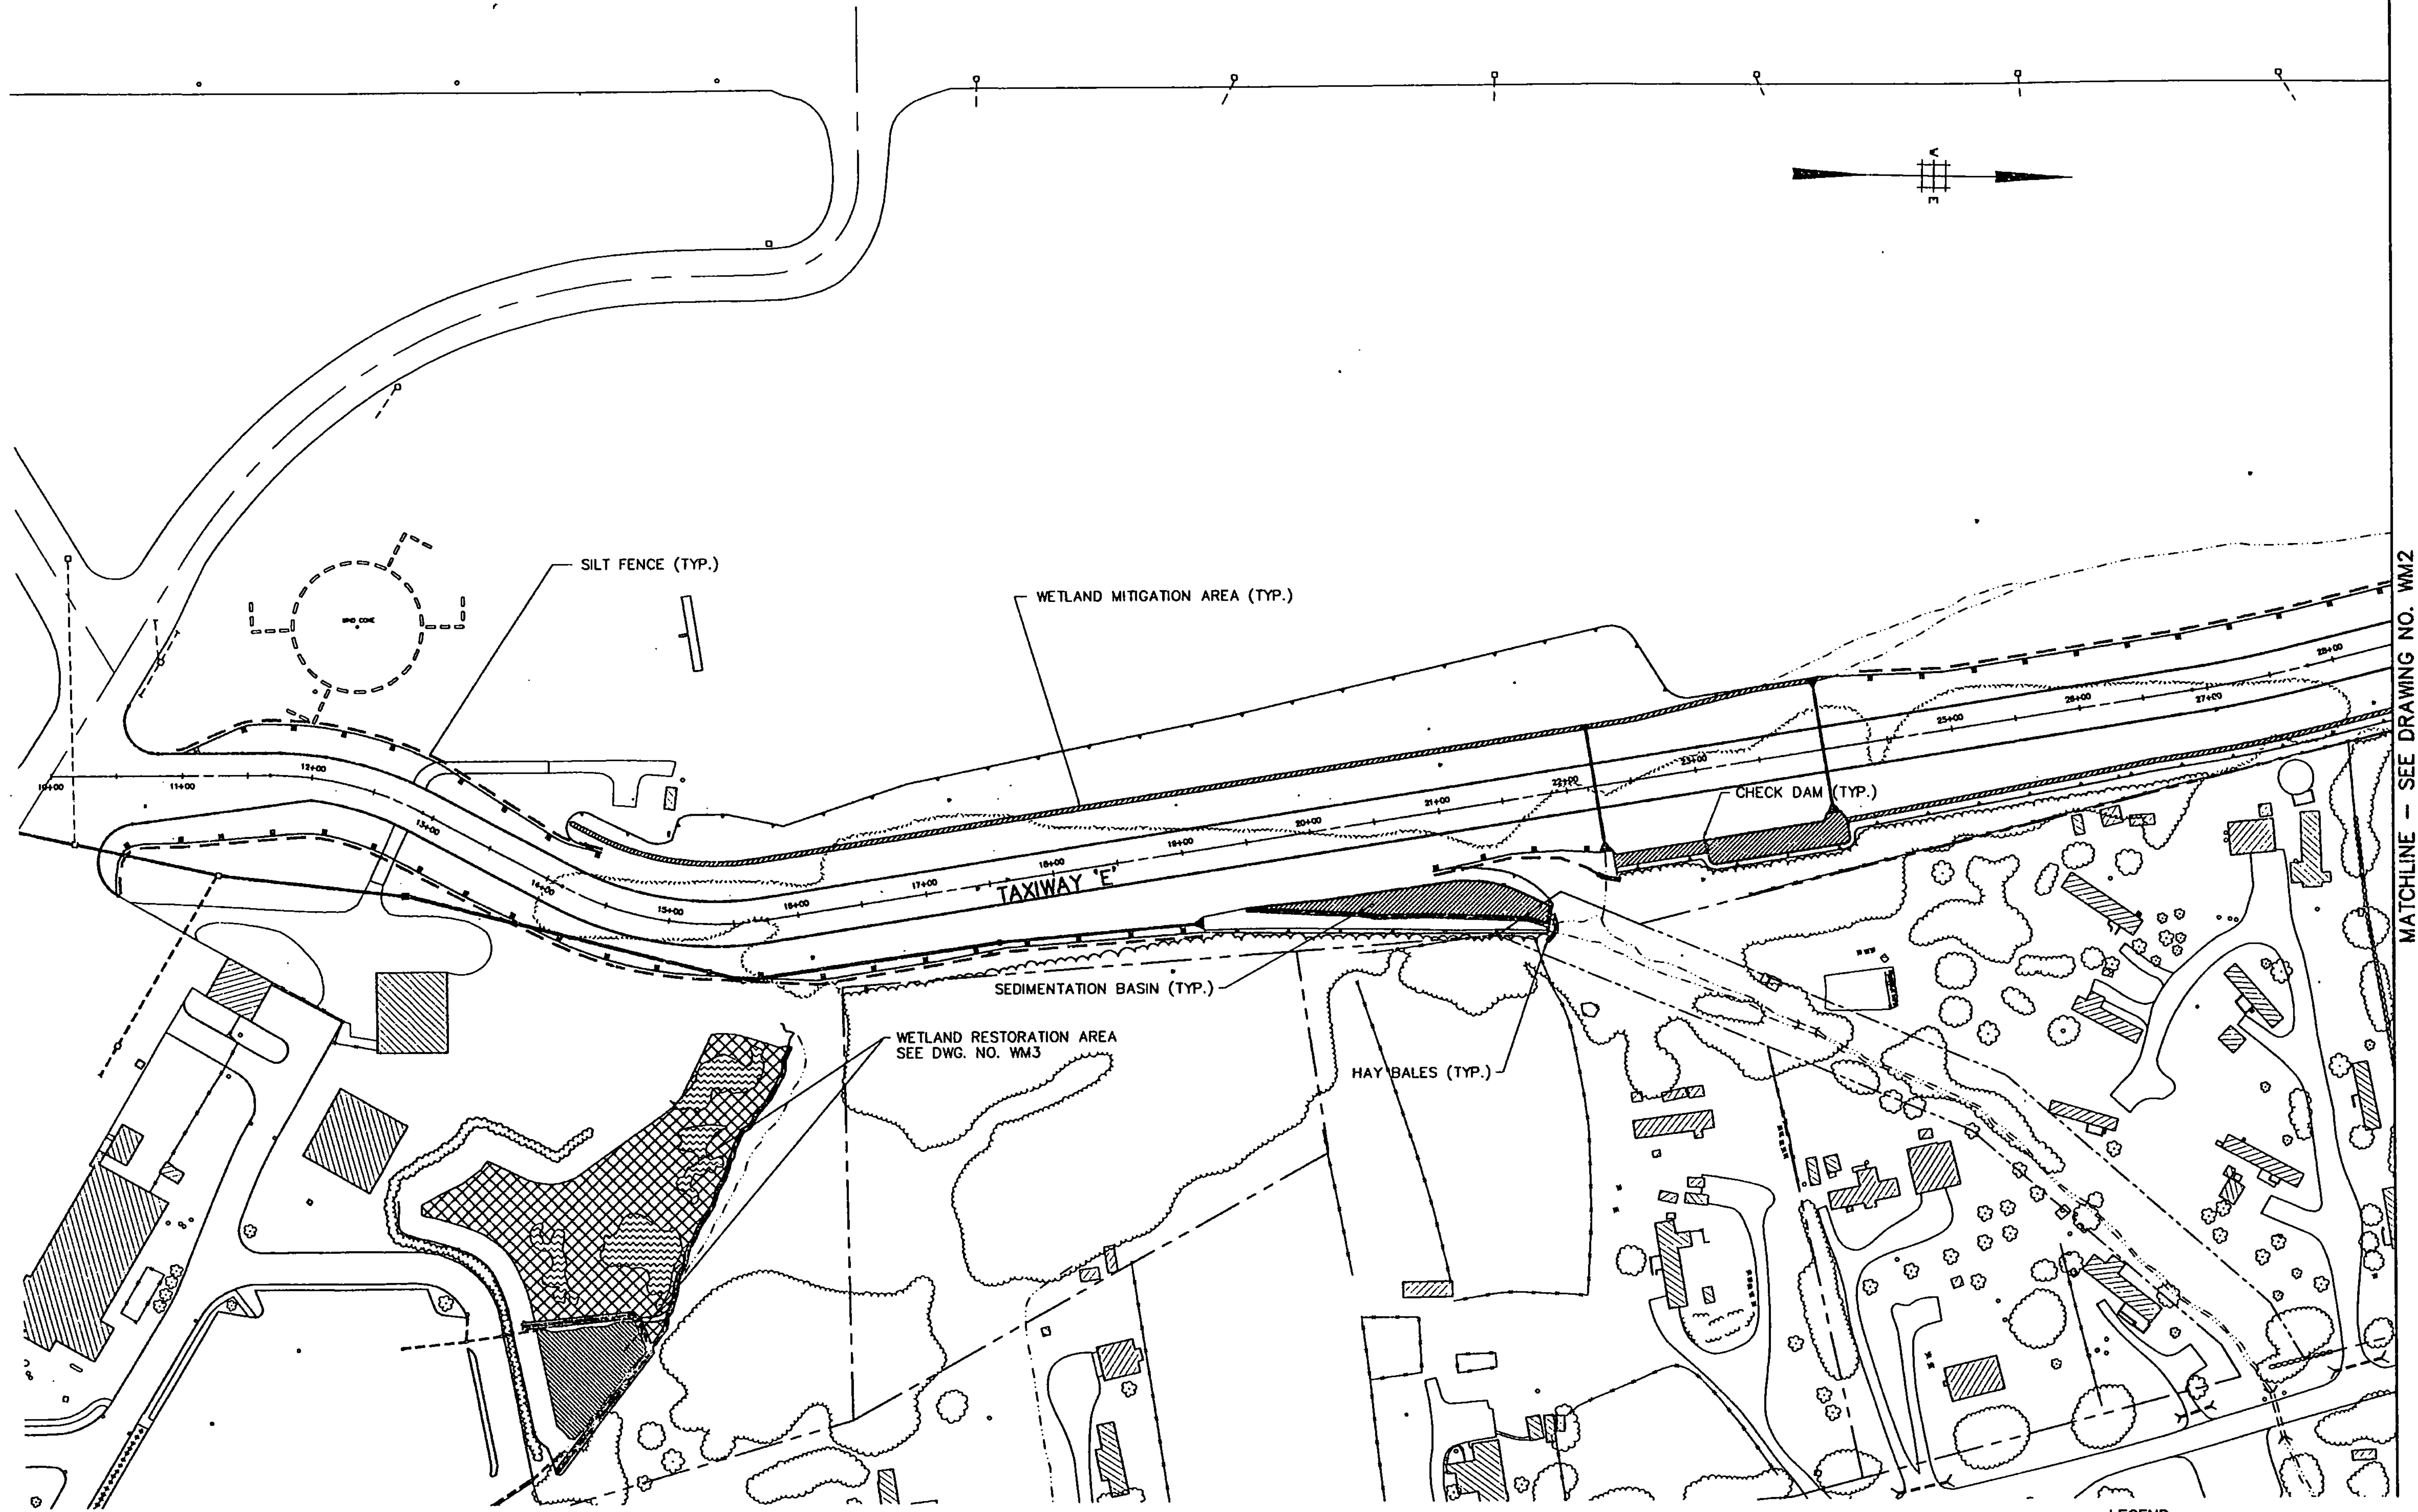 W
E
MATCHLINE - SEE DRAWING NO. WM2
SILT FENCE (TYP.)
WETLAND MITIGATION AREA (TYP.)
WIND CONE
28+00
27+00
26+00
25+00
23+00
22+00
21+00
20+00
19+00
18+00
17+00
16+00
15+00
14+00
13+00
12+00
11+00
10+00
CHECK DAM (TYP.)
TAXIWAY 'E'
SEDIMENTATION BASIN (TYP.)
WETLAND RESTORATION AREA
SEE DWG. NO. WM3
HAY BALES (TYP.)
LEGEND